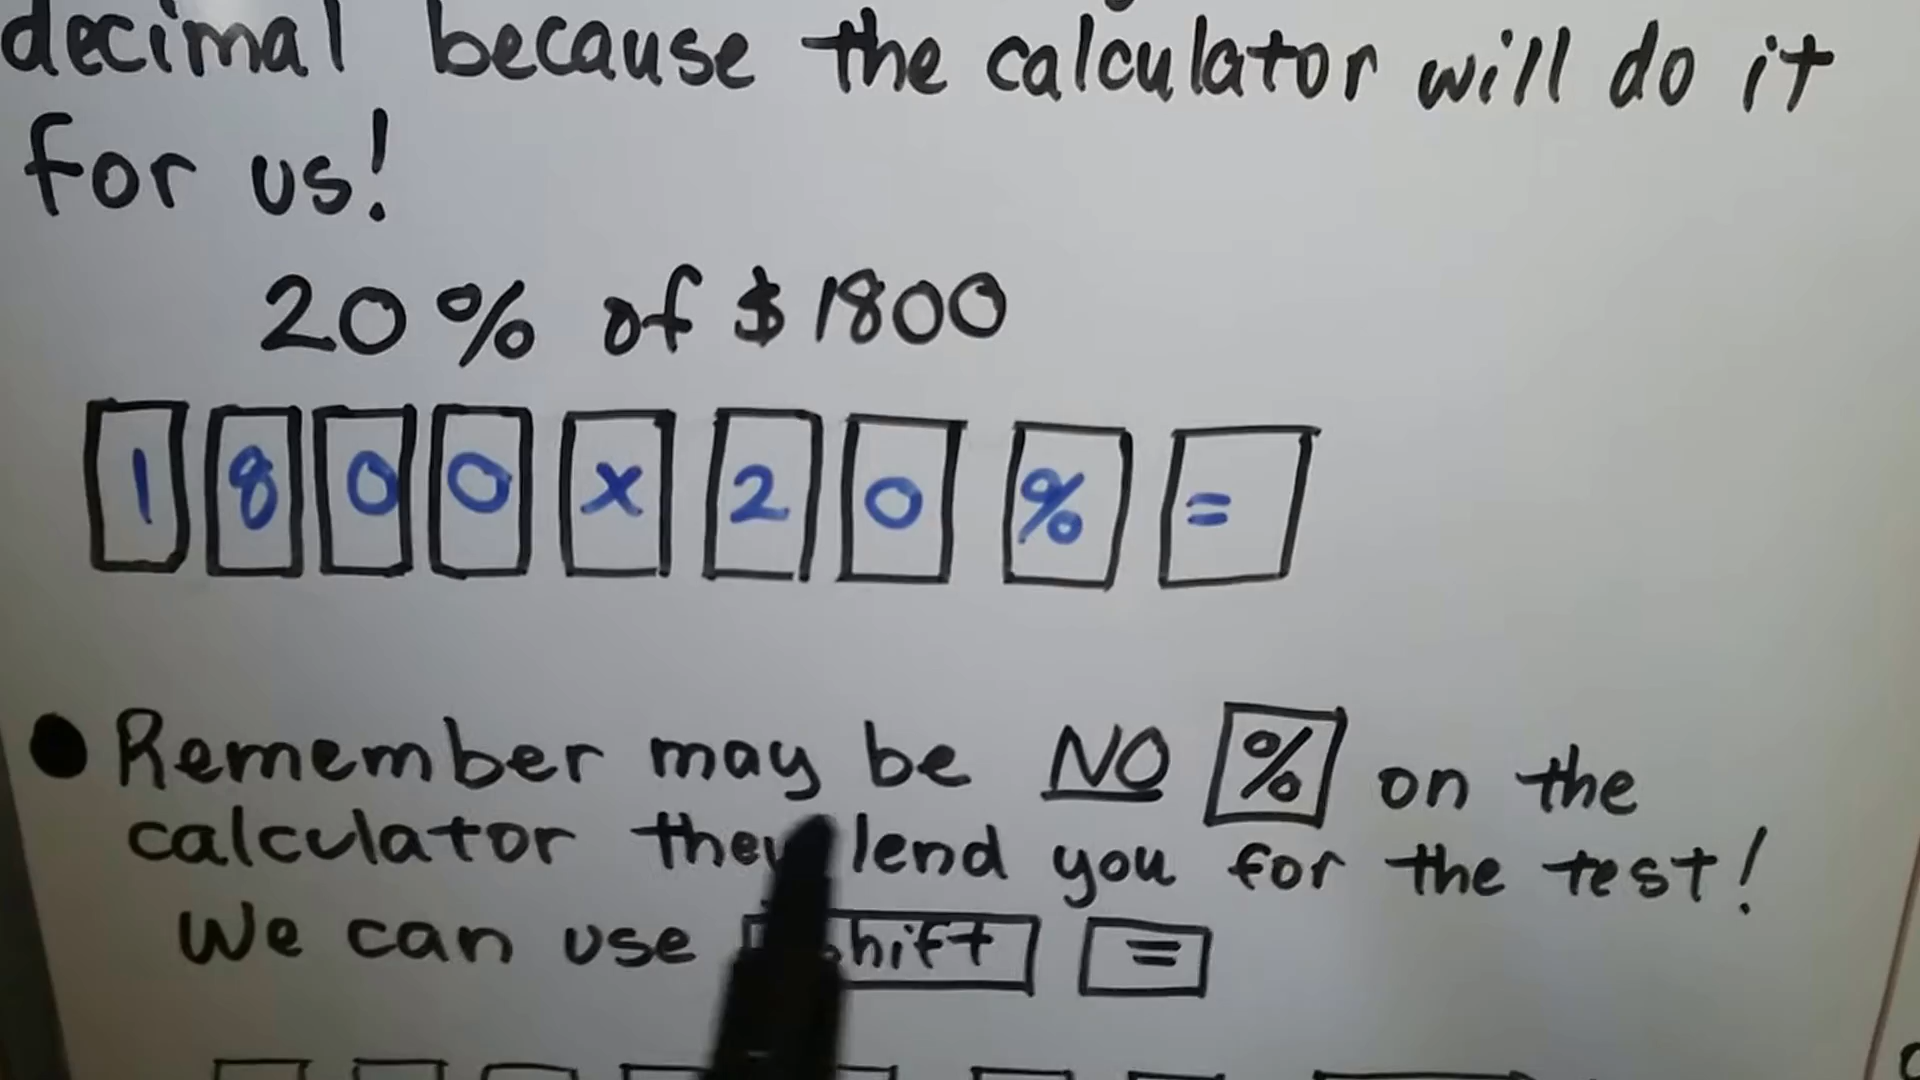 decimal because the calculator will do it
for us!
20% of $1800
1 8 0 0 x 2 0 % =
Remember may be NO % on the
calculator they lend you for the test!
We can use shift =